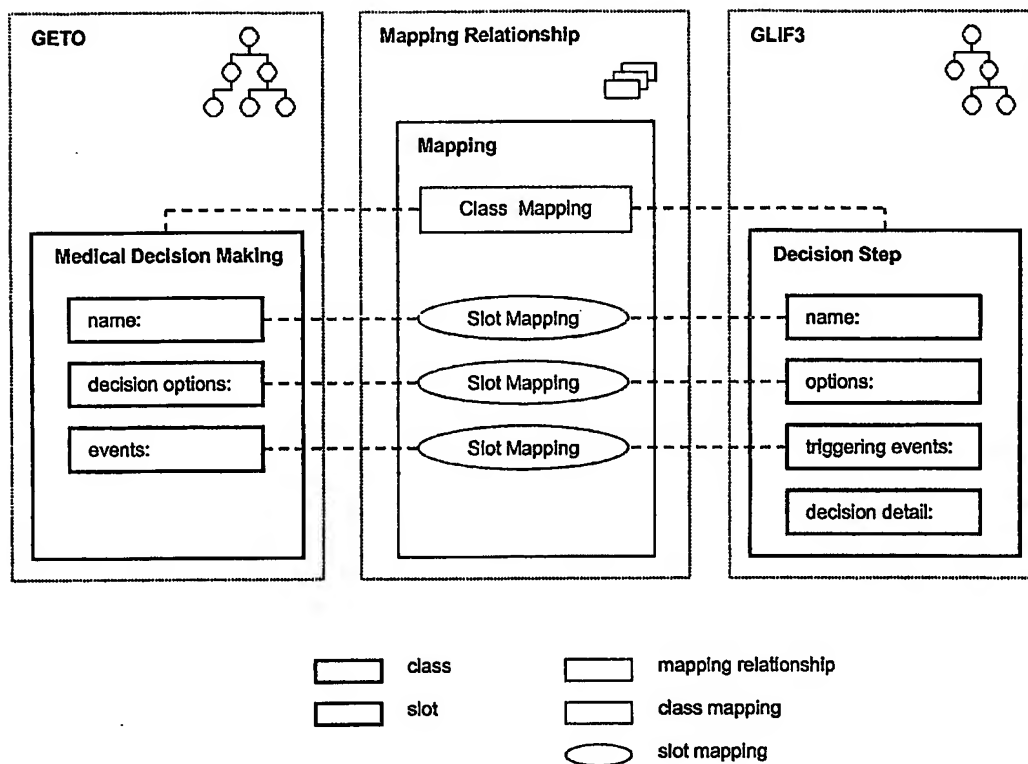 GETO
Mapping Relationship
GLIF3
Mapping
Class Mapping
Medical Decision Making
Decision Step
name:
Slot Mapping
name:
decision options:
Slot Mapping
options:
events:
Slot Mapping
triggering events:
decision detail:
class
mapping relationship
slot
class mapping
slot mapping